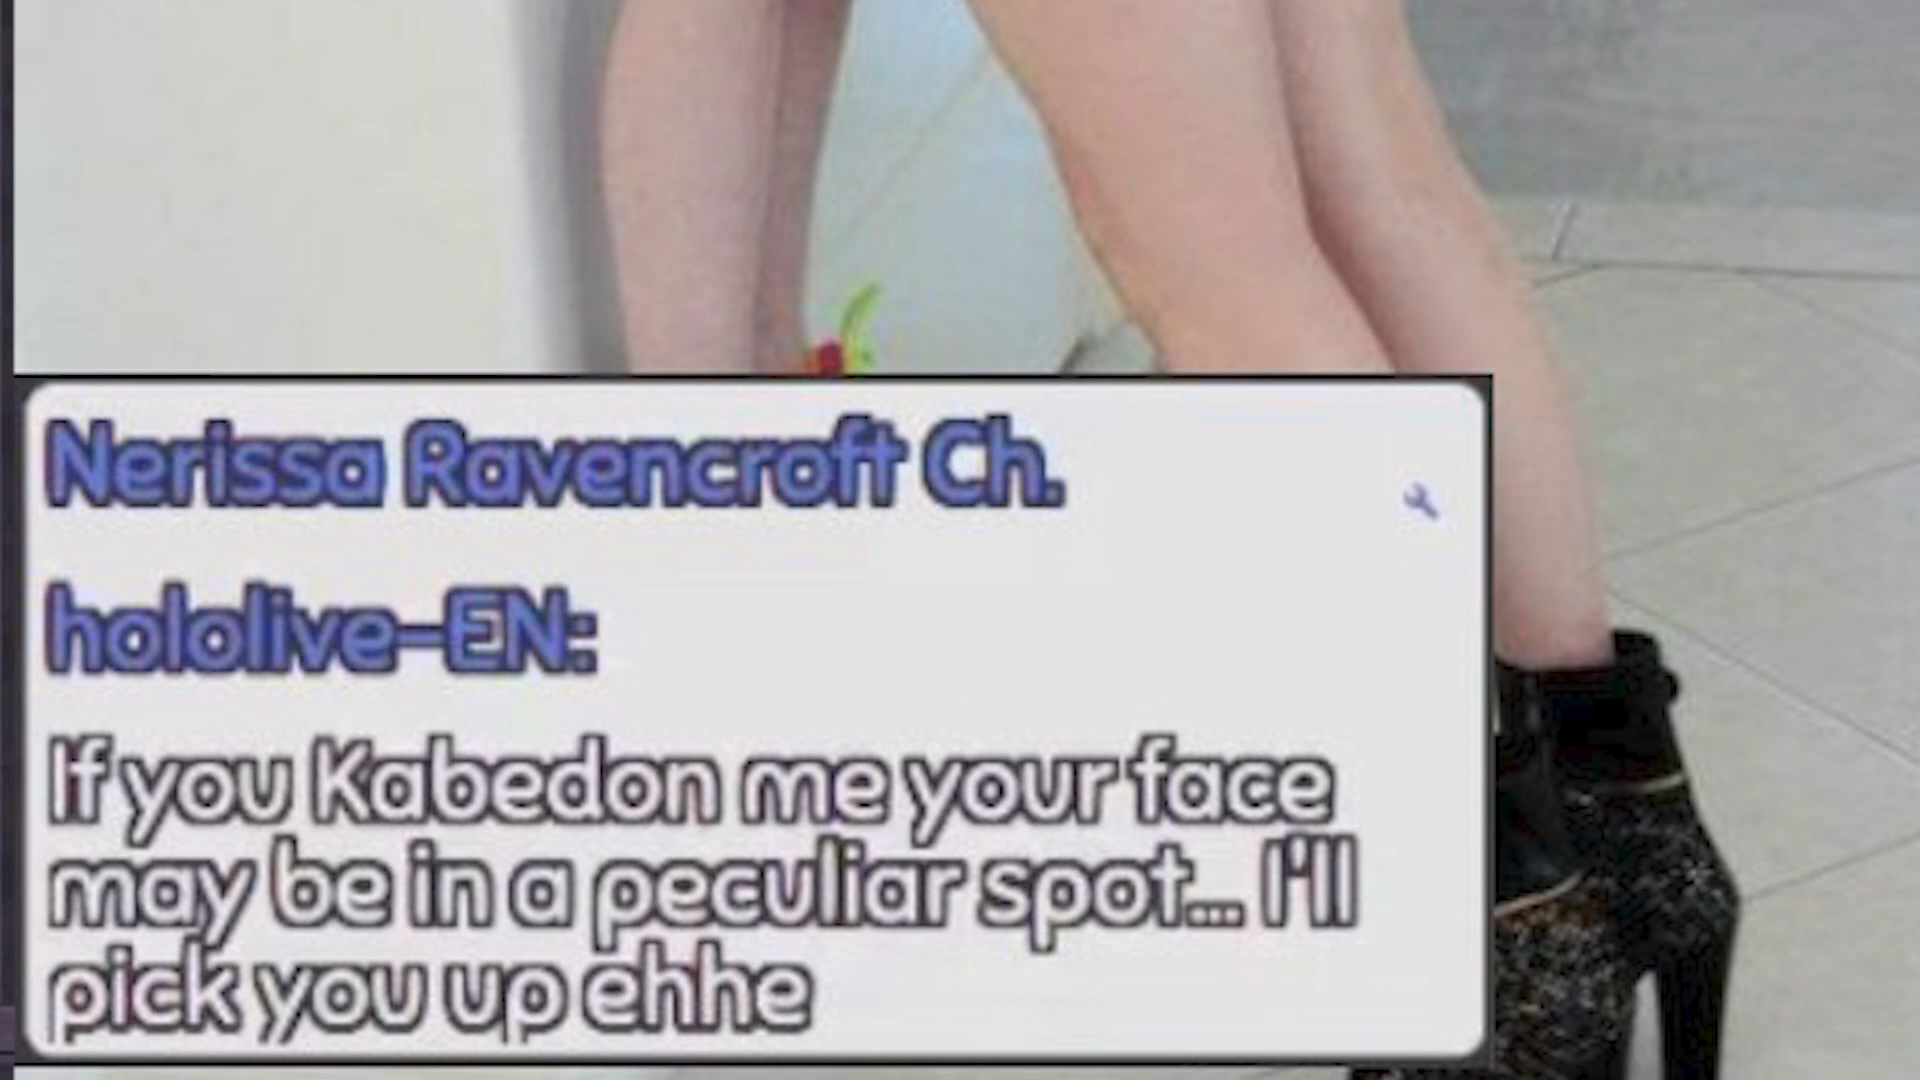 Nerissa Ravencroft Ch.
hololive-EN:
If you Kabedon me your face
may be in a peculiar spot... I'll
pick you up ehhe